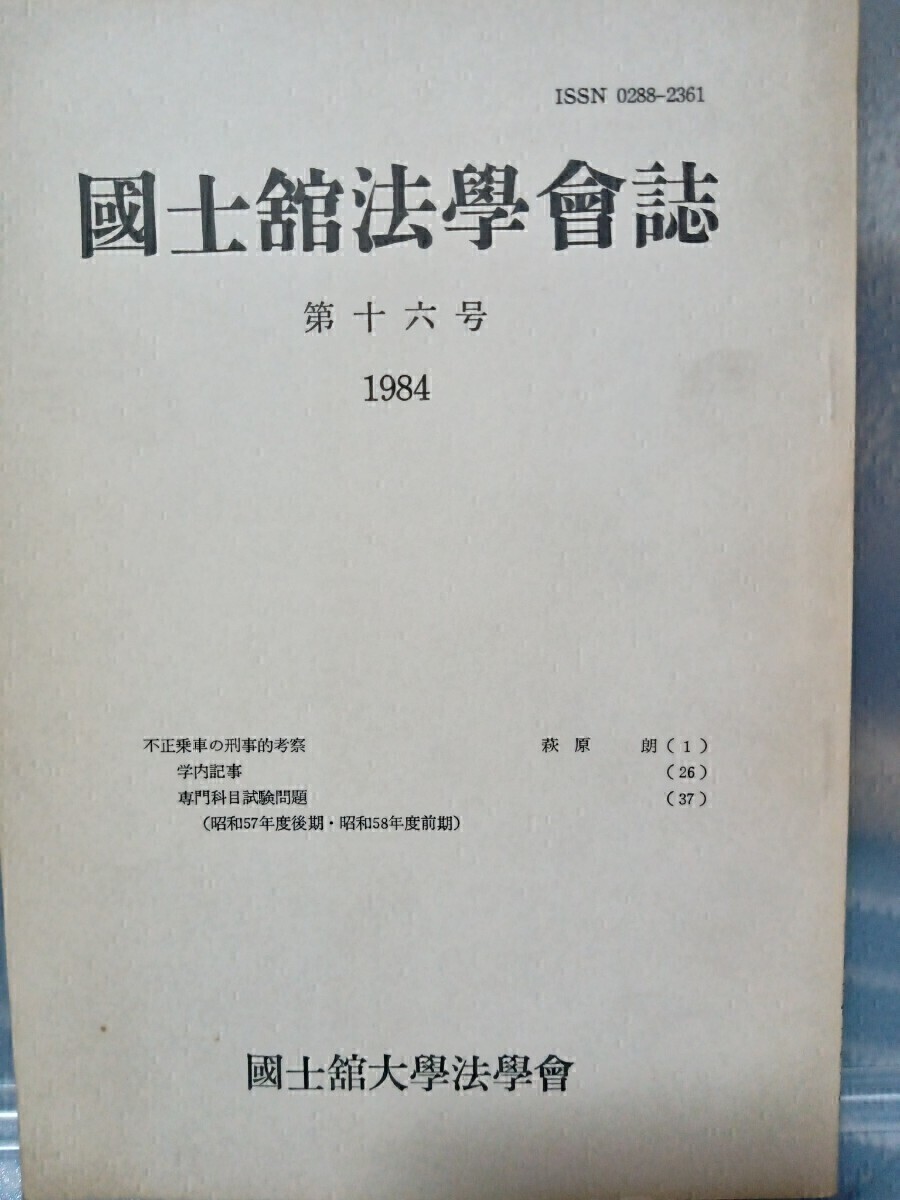 ISSN 0288-2361
國士舘法學會誌
第十六号
1984
不正乗車の刑事的考察 萩原 朗 (1)
学内記事 (26)
専門科目試験問題 (37)
(昭和57年度後期・昭和58年度前期)
國士舘大學法學會